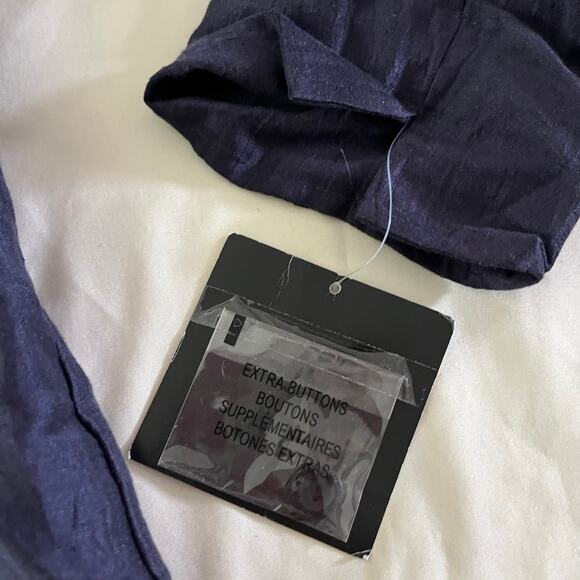 EXTRA BUTTONS
BOUTONS
SUPPLEMENTAIRES
BOTONES EXTRAS